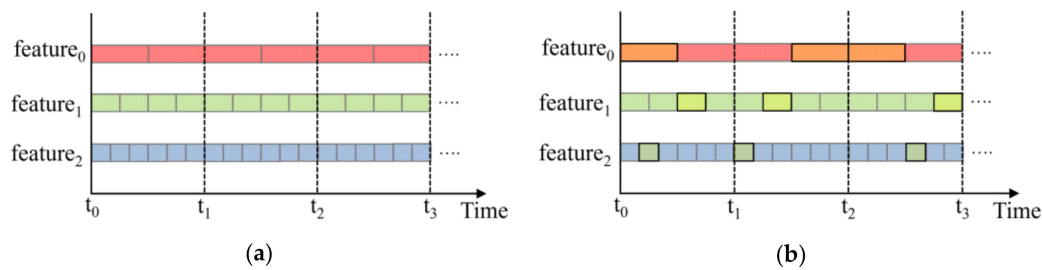 feature0 ....
feature1 ....
feature2 ....
t0 t1 t2 t3 Time
(a)
feature0 ....
feature1 ....
feature2 ....
t0 t1 t2 t3 Time
(b)